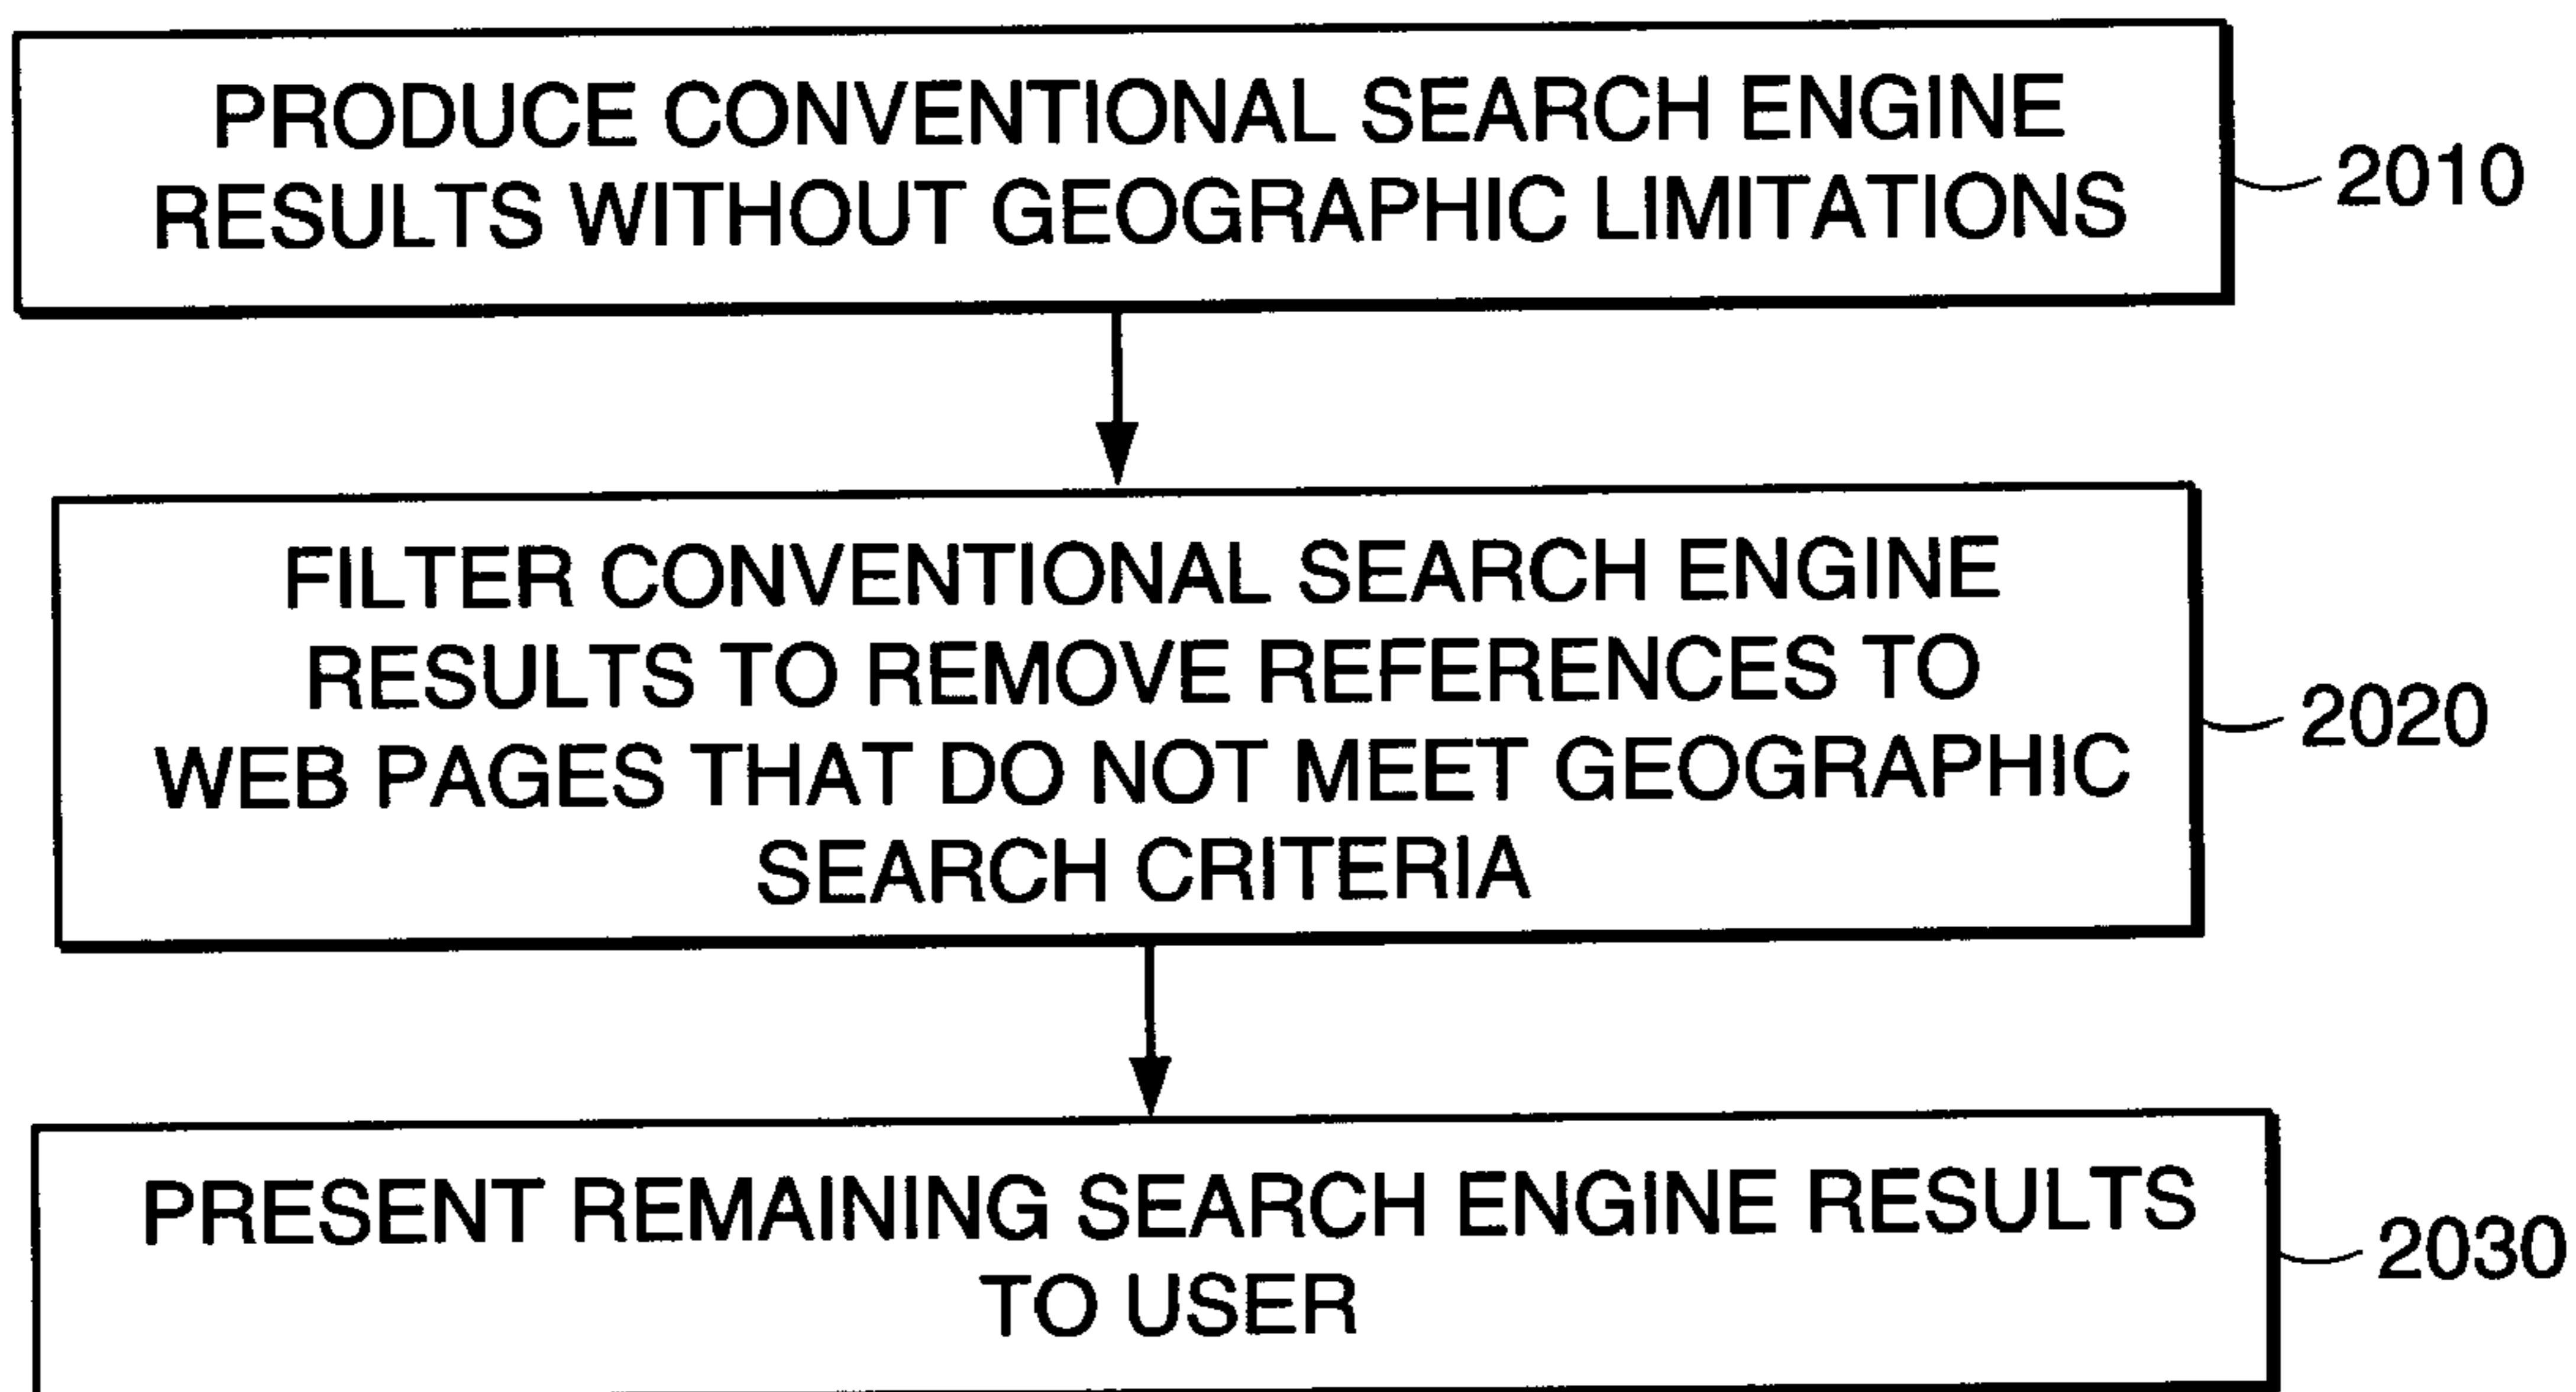 PRODUCE CONVENTIONAL SEARCH ENGINE
RESULTS WITHOUT GEOGRAPHIC LIMITATIONS
2010
FILTER CONVENTIONAL SEARCH ENGINE
RESULTS TO REMOVE REFERENCES TO
WEB PAGES THAT DO NOT MEET GEOGRAPHIC
SEARCH CRITERIA
2020
PRESENT REMAINING SEARCH ENGINE RESULTS
TO USER
2030